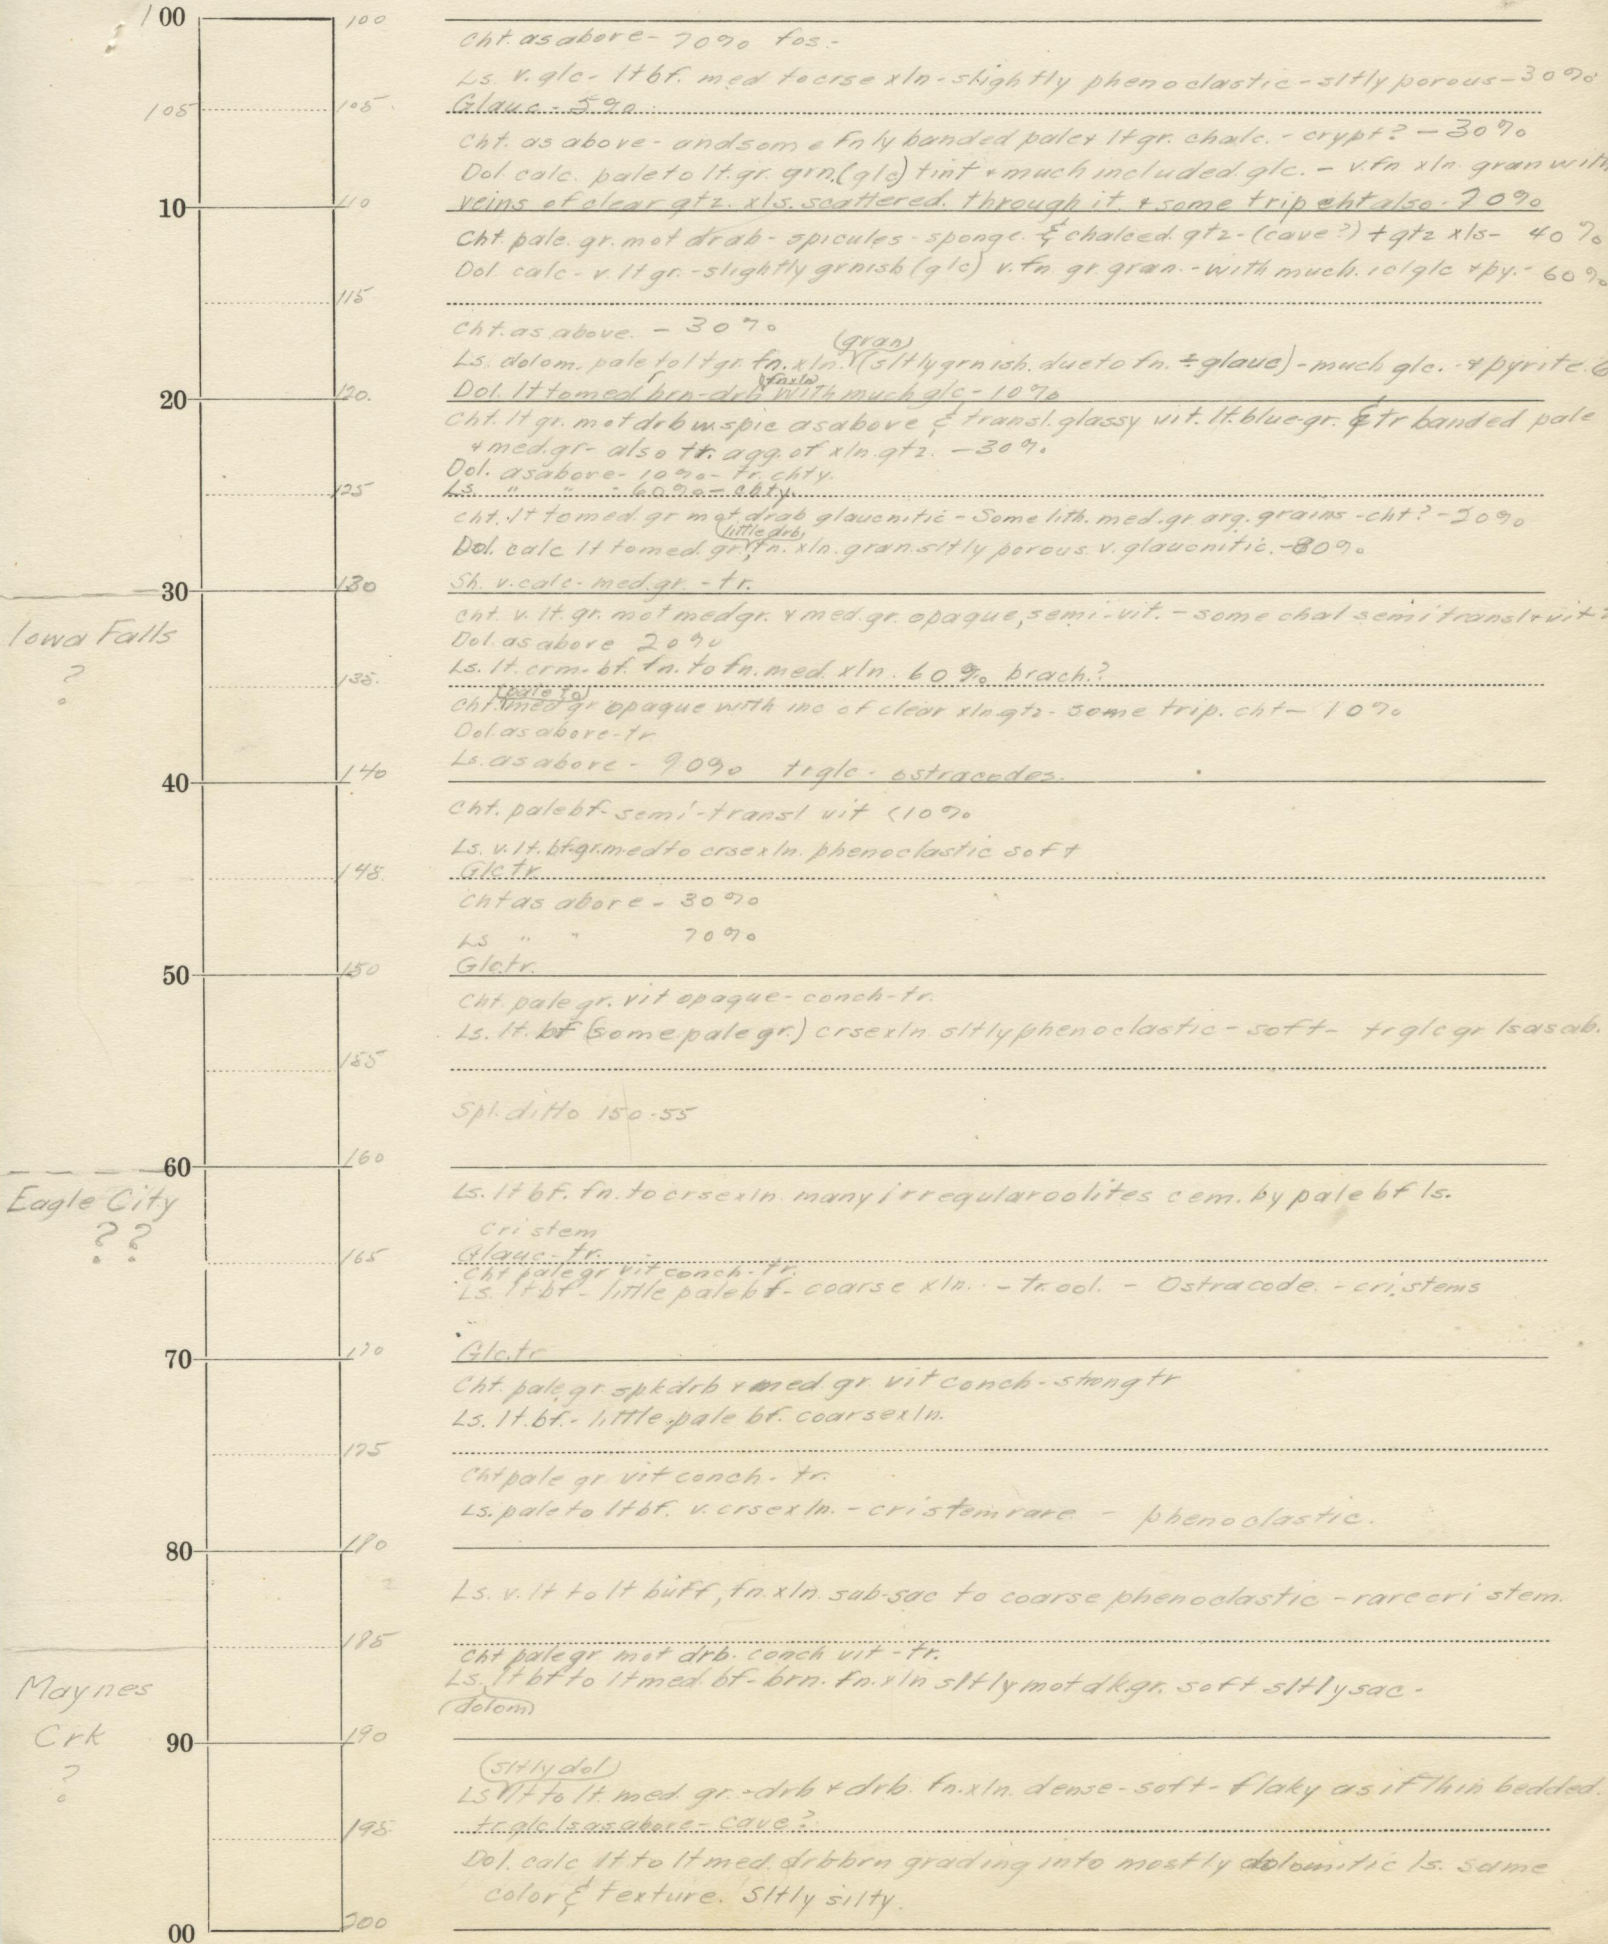 100 100
Cht. as above - 70% fos.-
Ls. v. glc - lt bf. med to crse xln - slightly phenoclastic - sltly porous - 30%
105 105 Glauc - 5%
Cht. as above - and some fnly banded pale & lt gr. chalc. - crypt? - 30%
Dol. calc. pale to lt. gr. grn. (glc) tint & much included glc. - v. fn xln. gran with
10 110 veins of clear qtz. xls. scattered. through it. & some trip cht also - 70%
Cht. pale. gr. mot drab - spicules - sponge. & chalced. qtz - (cave?) + qtz xls - 40%
Dol. calc - v. lt gr. - slightly grnish (glc) v. fn. gr. gran. - with much. glc & py. - 60%
115
Cht. as above. - 30%
(gran)
Ls. dolom. pale to lt gr. fn. xln. (sltly grnish. due to fn. glauc) - much glc. - & pyrite.
(fn xln)
20 120. Dol. lt to med brn - drb with much glc - 10%
Cht. lt gr. mot drb w. spic as above & transl. glassy vit. lt. blue-gr. & tr banded pale
& med. gr - also tr. agg. of xln. qtz. - 30%
Dol. as above - 10% - tr. chty.
125 Ls. " " - 60% - chty.
Cht. lt to med. gr mot drab glaucnitic - Some lith. med. gr arg. grains - cht? - 20%
(little drb)
Dol. calc lt to med. gr fn. xln. gran. sltly porous v. glaucnitic. - 80%
30 130 Sh. v. calc - med. gr. - tr.
Iowa Falls
?
Cht v. lt. gr. mot med gr. & med. gr. opaque, semi-vit. - some chal semi transl & vit
Dol. as above 20%
Ls. lt. crm - bf. fn. to fn. med. xln. 60% brach.?
135.
(pale to)
Cht. med gr opaque with inc of clear xln. qtz - some trip. cht - 10%
Dol. as above - tr
Ls. as above - 90% tr glc - ostracodes.
40 140
Cht. pale bf - semi-transl vit <10%
Ls. v. lt. bf - gr. med to crse xln. phenoclastic soft
145. Glc tr
Cht as above - 30%
Ls " " 70%
50 150 Glc. tr.
Cht. pale gr. vit opaque - conch - tr.
Ls. lt. bf (some pale gr.) crse xln sltly phenoclastic - soft - tr glc gr ls as ab.
155
Spl. ditto 150-55
60 160
Eagle City
??
Ls. lt bf. fn. to crse xln. many irregular oolites cem. by pale bf ls.
cri stem
165 Glauc - tr.
Cht pale gr vit conch - tr.
Ls. lt bf - little pale bf - coarse xln. - tr. ool. - Ostracode. - cri. stems
70 170 Glc. tr
Cht. pale gr. spk drb & med. gr. vit conch - strong tr
Ls. lt. bf. - little pale bf. coarse xln.
175
Cht pale gr vit conch - tr.
Ls. pale to lt bf. v. crse xln. - cri stem rare - phenoclastic.
80 180
Ls. v. lt to lt buff, fn. xln sub-sac to coarse phenoclastic - rare cri stem.
185
Maynes
Crk
?
Cht pale gr mot drb. conch vit - tr.
Ls. lt bf to lt med. bf - brn. fn. xln sltly mot dk. gr. soft sltly sac -
(dolom)
90 190
(sltly dol)
Ls lt to lt. med. gr. - drb & drb. fn. xln. dense - soft - flaky as if thin bedded.
195 tr glc ls as above - cave?
Dol. calc lt to lt med. drb brn grading into mostly dolomitic ls. same
color & texture. Sltly silty.
00 200